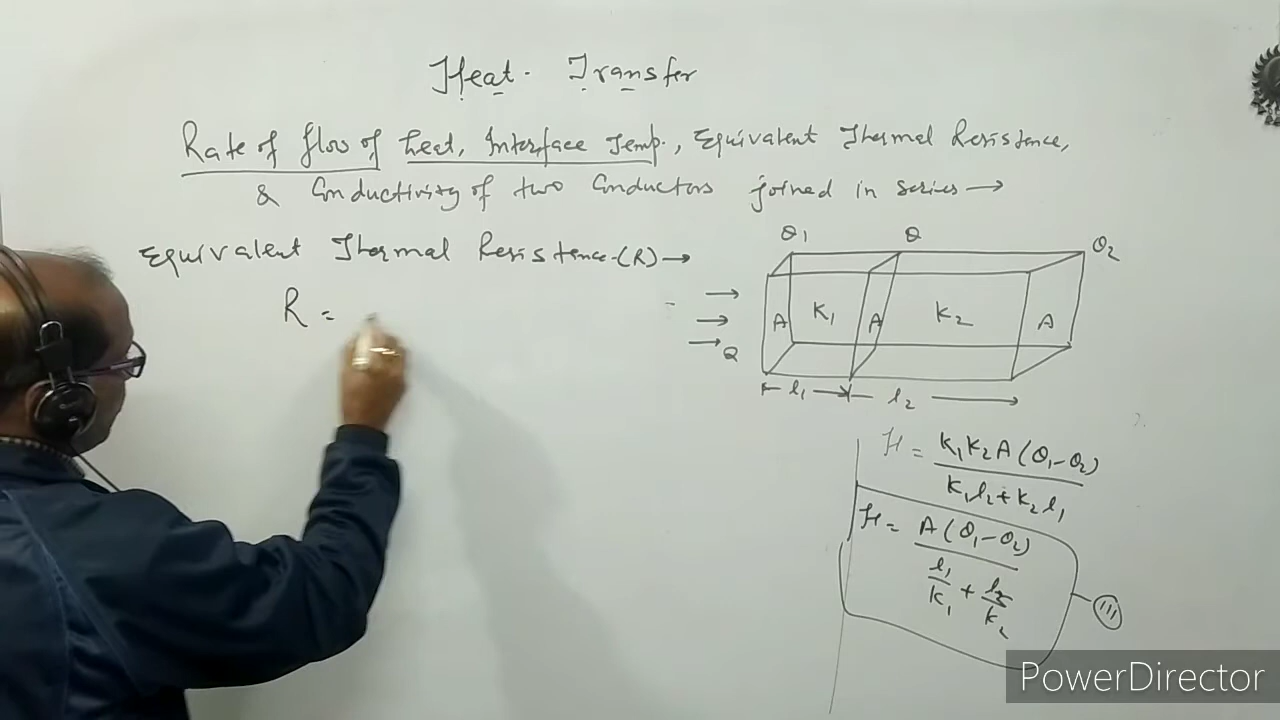 Heat. Transfer
Rate of flow of heat, Interface Temp., Equivalent Thermal Resistence,
& Conductivity of two Conductors joined in series →
Equivalent Thermal Resistence-(R) →
R =
θ1 θ θ2
A K1 A K2 A
Q
l1 l2
H = K1K2A(θ1-θ2) / K1l2+K2l1
H = A(θ1-θ2) / l1/K1 + l2/K2
III
PowerDirector